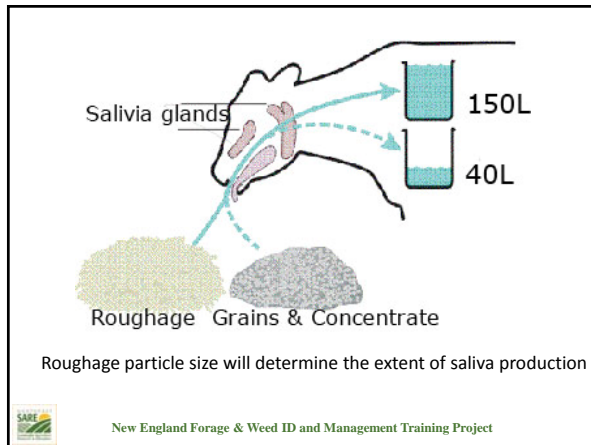 Salivia glands
150L
40L
Roughage Grains & Concentrate
Roughage particle size will determine the extent of saliva production
SARE
New England Forage & Weed ID and Management Training Project